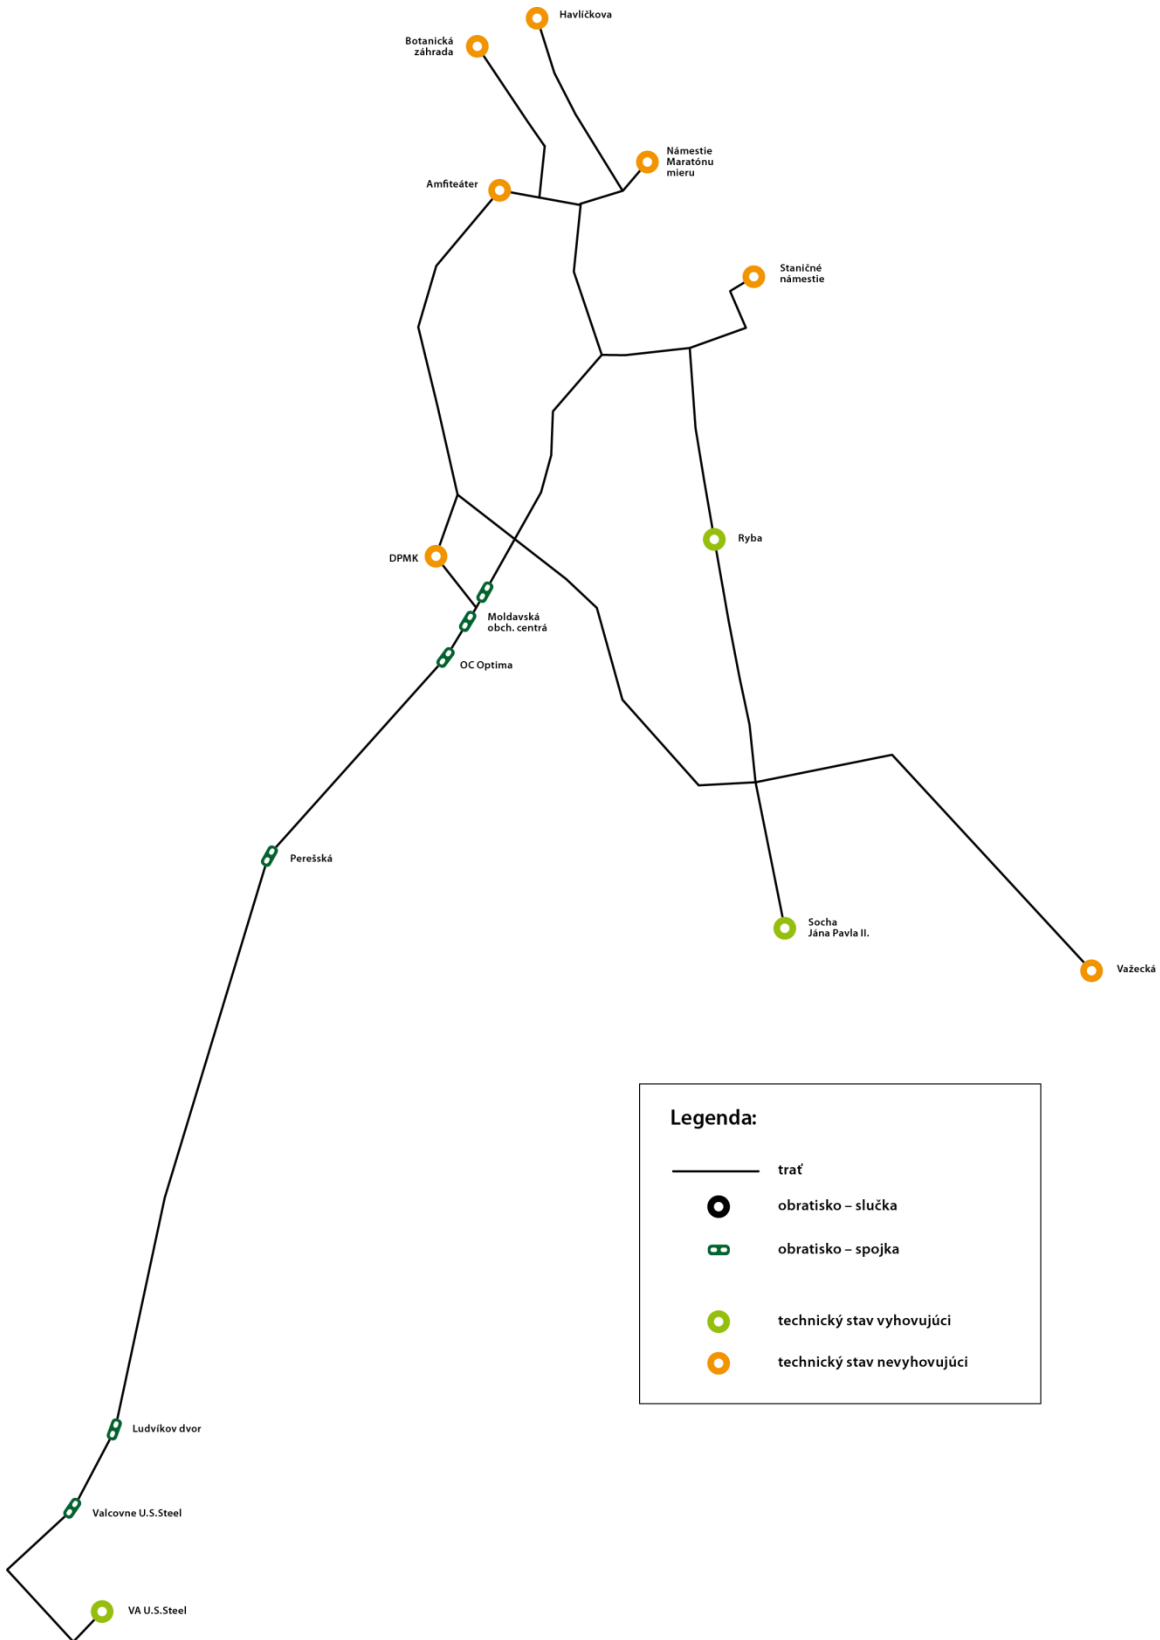 Havlíčkova
Botanická
záhrada
Námestie
Maratónu
mieru
Amfiteáter
Staničné
námestie
Ryba
DPMK
Moldavská
obch. centrá
OC Optima
Perešská
Socha
Jána Pavla II.
Važecká
Legenda:
trať
obratisko – slučka
obratisko – spojka
technický stav vyhovujúci
technický stav nevyhovujúci
Ludvíkov dvor
Valcovne U.S.Steel
VA U.S.Steel